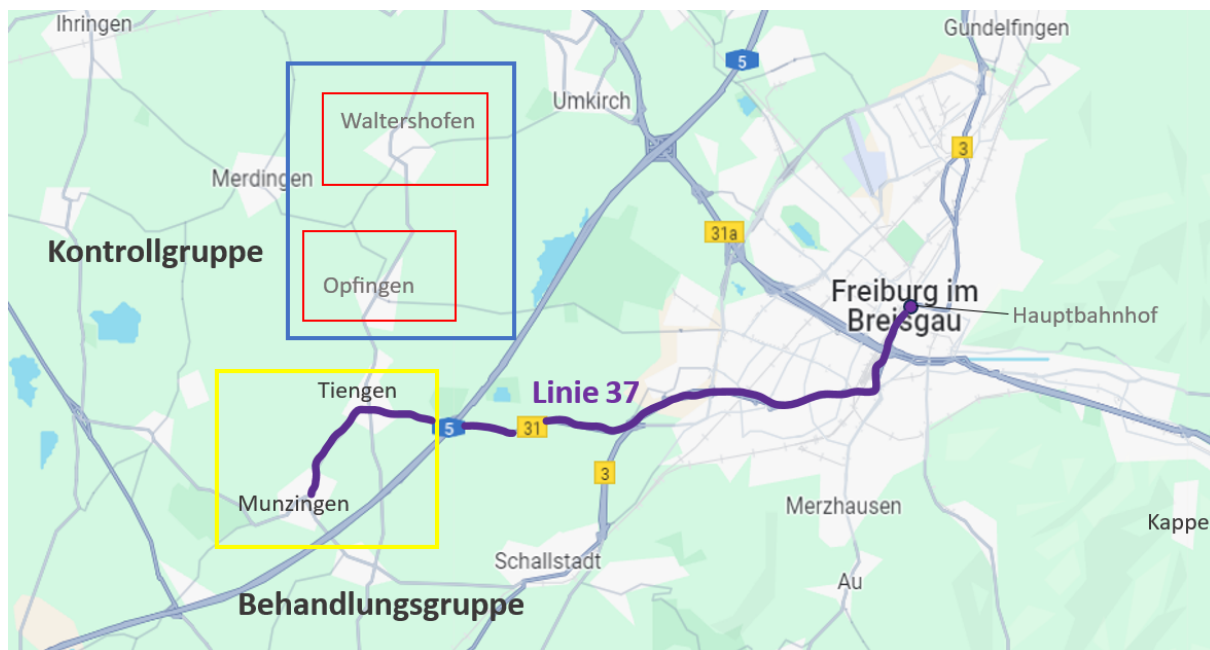 Ihringen
Gundelfingen
5
Umkirch
Waltershofen
3
Merdingen
31a
Kontrollgruppe
Opfingen
Freiburg im
Breisgau
Hauptbahnhof
Tiengen
Linie 37
5
31
3
Munzingen
Merzhausen
Kappe
Schallstadt
Au
Behandlungsgruppe